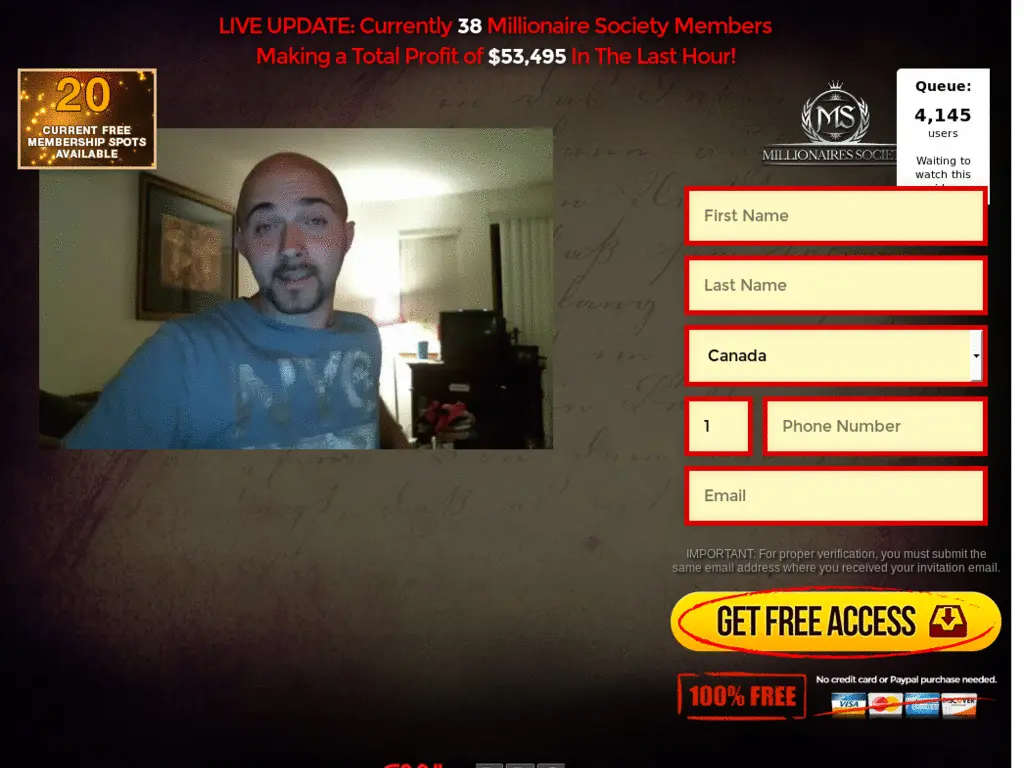 LIVE UPDATE: Currently 38 Millionaire Society Members
Making a Total Profit of $53,495 In The Last Hour!
20
CURRENT FREE
MEMBERSHIP SPOTS
AVAILABLE
MS
MILLIONAIRES SOCIET
Queue:
4,145
users
Waiting to
watch this
First Name
Last Name
Canada
1
Phone Number
Email
IMPORTANT: For proper verification, you must submit the
same email address where you received your invitation email.
GET FREE ACCESS
100% FREE
No credit card or Paypal purchase needed.
VISA